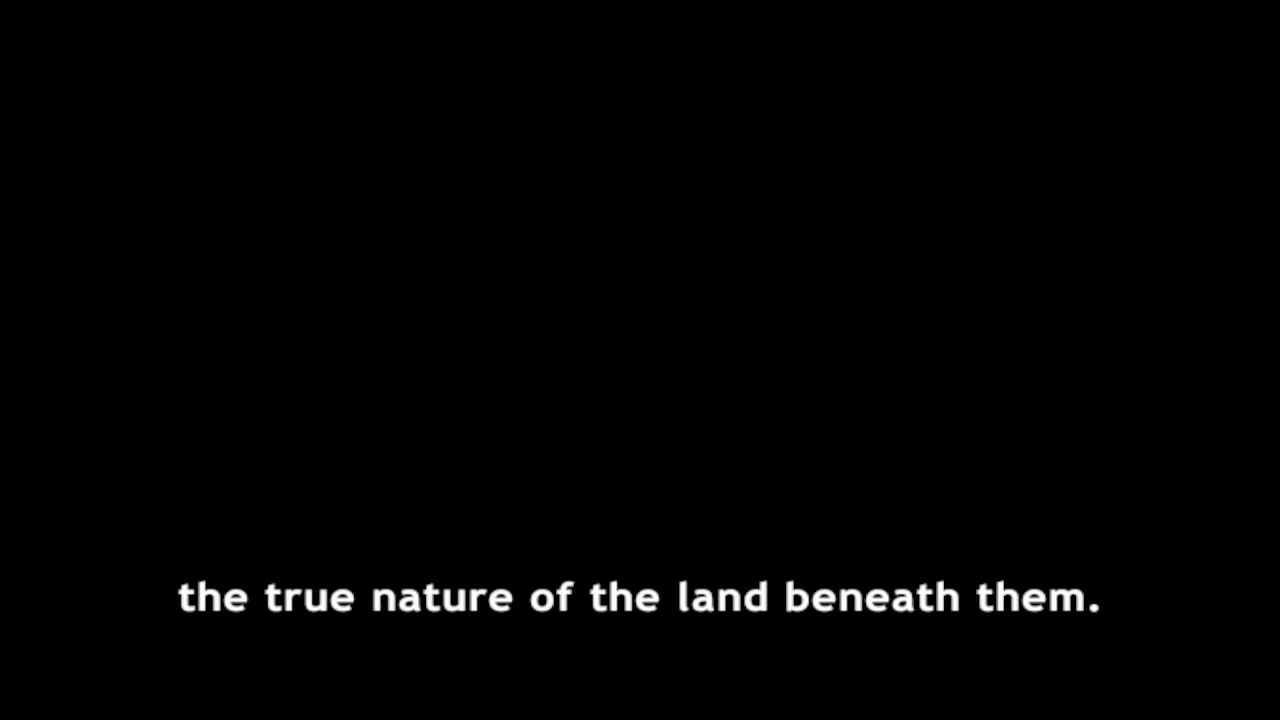 the true nature of the land beneath them.